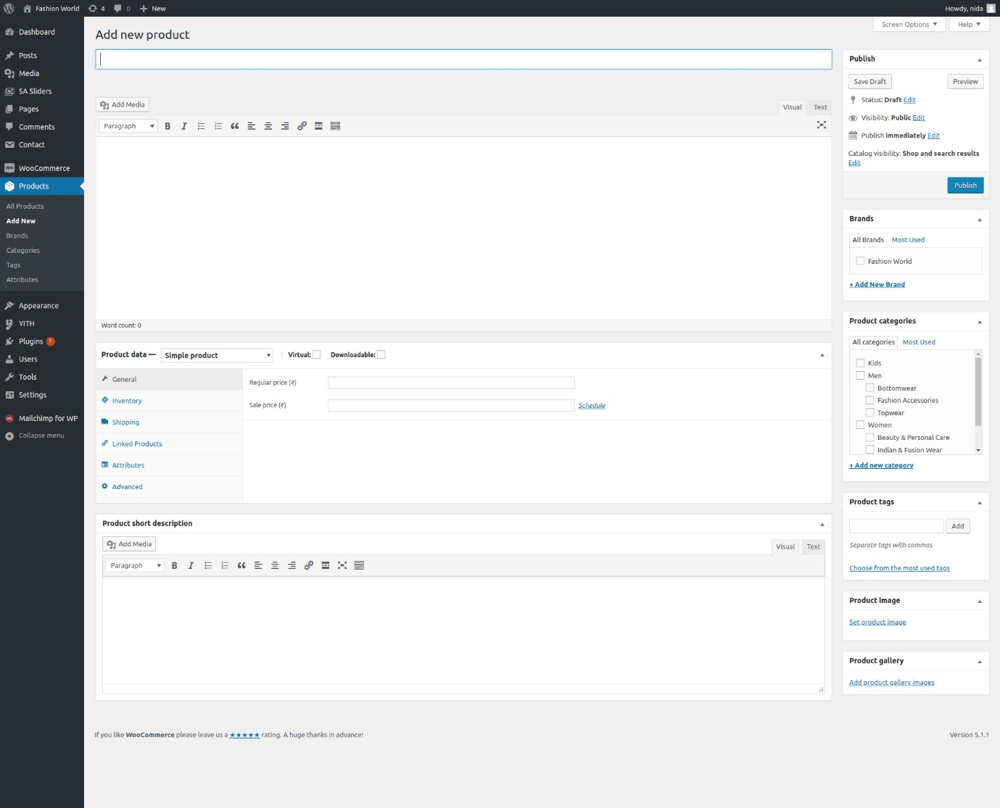 Fashion World 4 0 New Howdy, nida
Dashboard
Posts
Media
SA Sliders
Pages
Comments
Contact
WooCommerce
Products
All Products
Add New
Brands
Categories
Tags
Attributes
Appearance
YITH
Plugins 1
Users
Tools
Settings
Mailchimp for WP
Collapse menu
Screen Options Help
Add new product
Add Media Visual Text
Paragraph B I
Word count: 0
Product data — Simple product Virtual: Downloadable:
General
Inventory
Shipping
Linked Products
Attributes
Advanced
Regular price (₹)
Sale price (₹) Schedule
Product short description
Add Media Visual Text
Paragraph B I
Publish
Save Draft Preview
Status: Draft Edit
Visibility: Public Edit
Publish immediately Edit
Catalog visibility: Shop and search results
Edit
Publish
Brands
All Brands Most Used
Fashion World
+ Add New Brand
Product categories
All categories Most Used
Kids
Men
Bottomwear
Fashion Accessories
Topwear
Women
Beauty & Personal Care
Indian & Fusion Wear
+ Add new category
Product tags
Add
Separate tags with commas
Choose from the most used tags
Product image
Set product image
Product gallery
Add product gallery images
If you like WooCommerce please leave us a ★★★★★ rating. A huge thanks in advance! Version 5.1.1